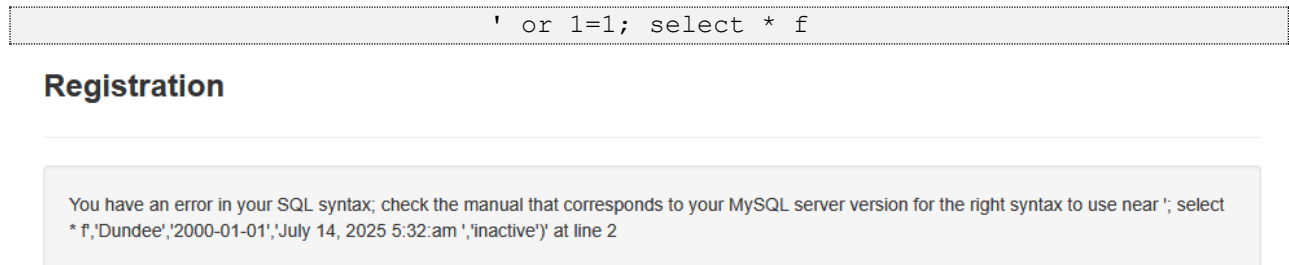 ' or 1=1; select * f
Registration
You have an error in your SQL syntax; check the manual that corresponds to your MySQL server version for the right syntax to use near '; select
* f','Dundee','2000-01-01','July 14, 2025 5:32:am ','inactive')' at line 2